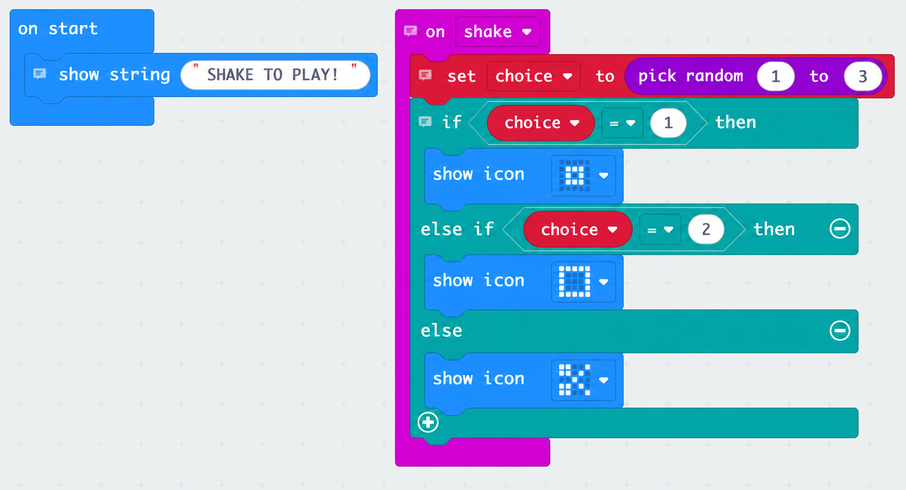 on start
show string " SHAKE TO PLAY! "
on shake
set choice to pick random 1 to 3
if choice = 1 then
show icon
else if choice = 2 then
show icon
else
show icon